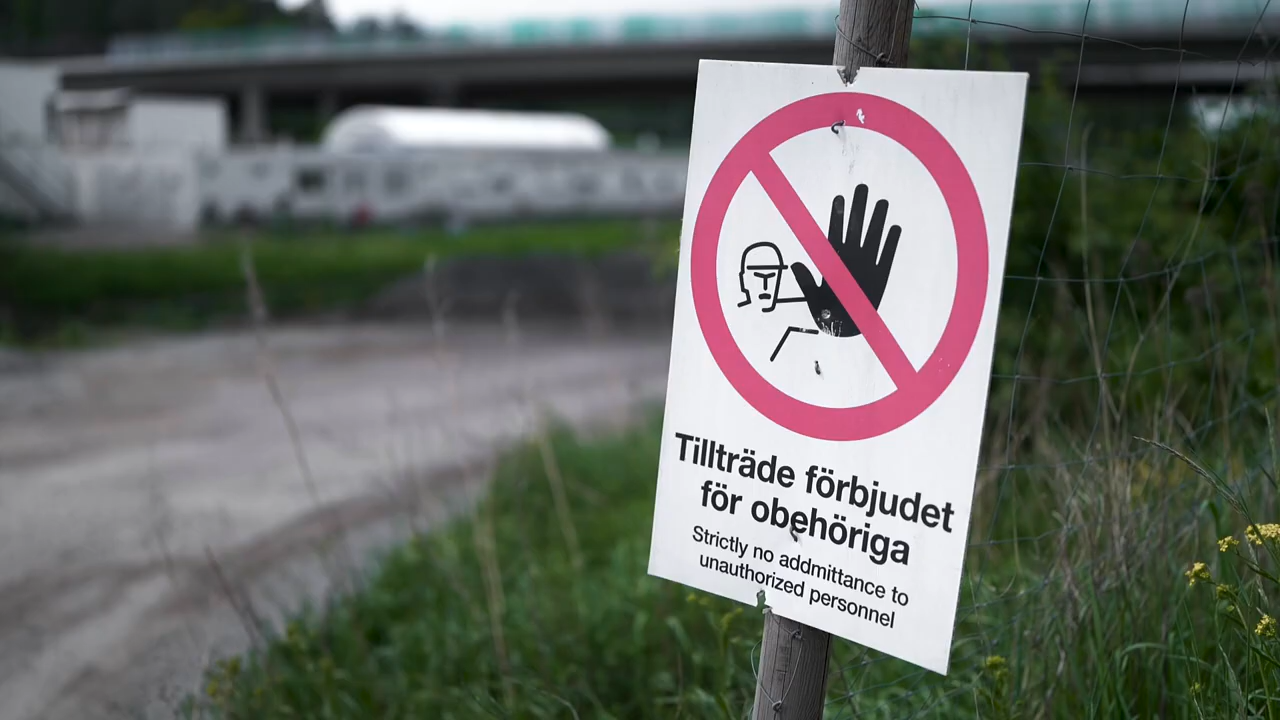 Tillträde förbjudet
för obehöriga
Strictly no addmittance to
unauthorized personnel